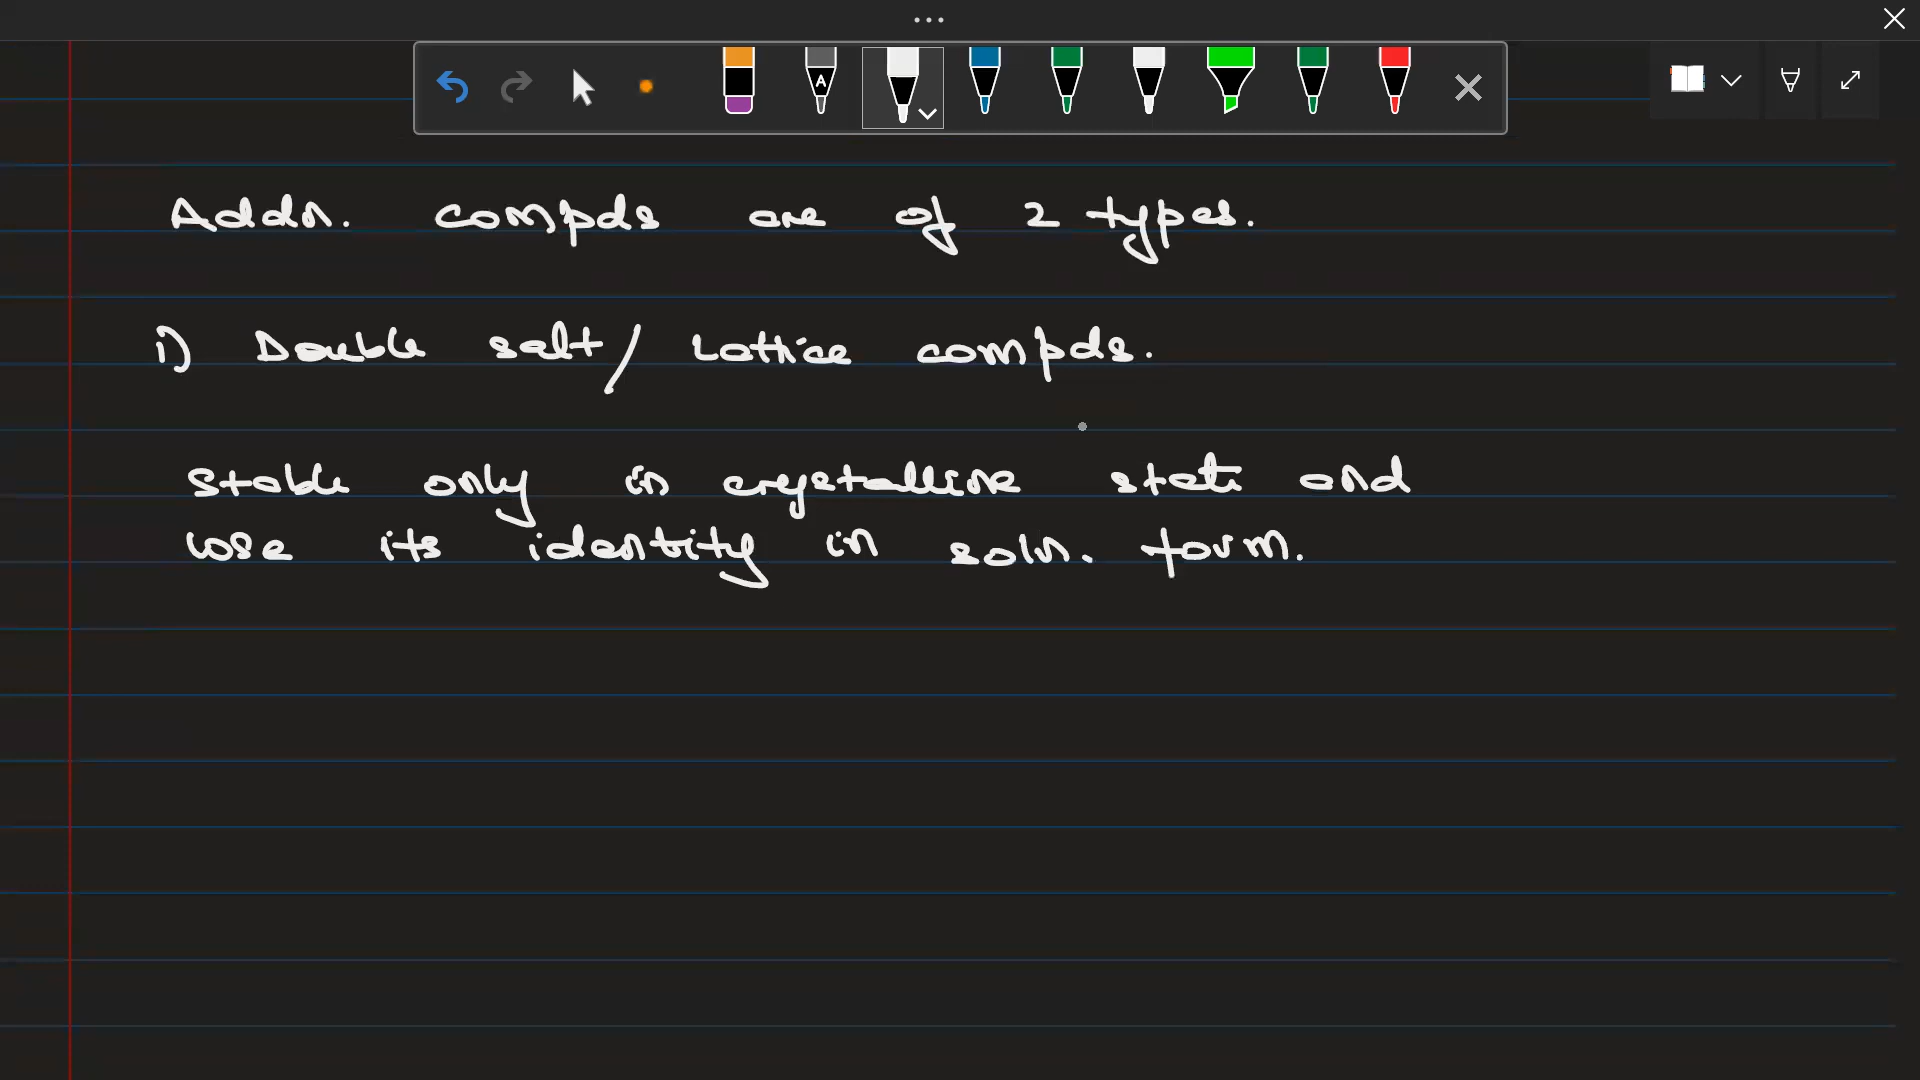 Addn. compds are of 2 types.
i) Double salt/ Lattice compds.
Stable only in crystalline state and
lose its identity in soln. form.